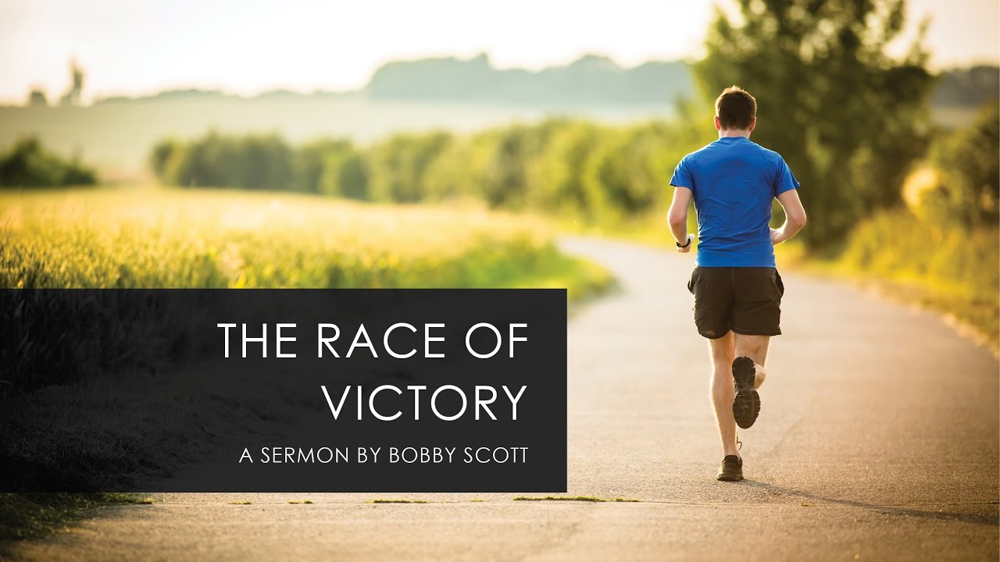 THE RACE OF
VICTORY
A SERMON BY BOBBY SCOTT